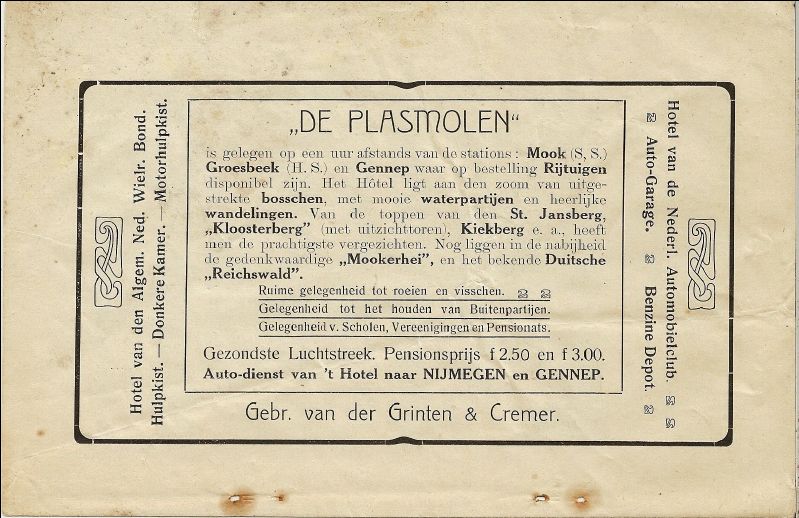 Hotel van den Algem. Ned. Wielr. Bond.
Hulpkist. — Donkere Kamer. — Motorhulpkist.
„DE PLASMOLEN"
is gelegen op een uur afstands van de stations : Mook (S. S.)
Groesbeek (H. S.) en Gennep waar op bestelling Rijtuigen
disponibel zijn. Het Hôtel ligt aan den zoom van uitge-
strekte bosschen, met mooie waterpartijen en heerlijke
wandelingen. Van de toppen van den St. Jansberg,
„Kloosterberg" (met uitzichttoren), Kiekberg e. a., heeft
men de prachtigste vergezichten. Nog liggen in de nabijheid
de gedenkwaardige „Mookerhei", en het bekende Duitsche
„Reichswald".
Ruime gelegenheid tot roeien en visschen.
Gelegenheid tot het houden van Buitenpartijen.
Gelegenheid v. Scholen, Vereenigingen en Pensionats.
Gezondste Luchtstreek. Pensionsprijs f 2.50 en f 3.00.
Auto-dienst van 't Hotel naar NIJMEGEN en GENNEP.
Gebr. van der Grinten & Cremer.
Hotel van de Nederl. Automobielclub.
Auto-Garage. Benzine Depot.